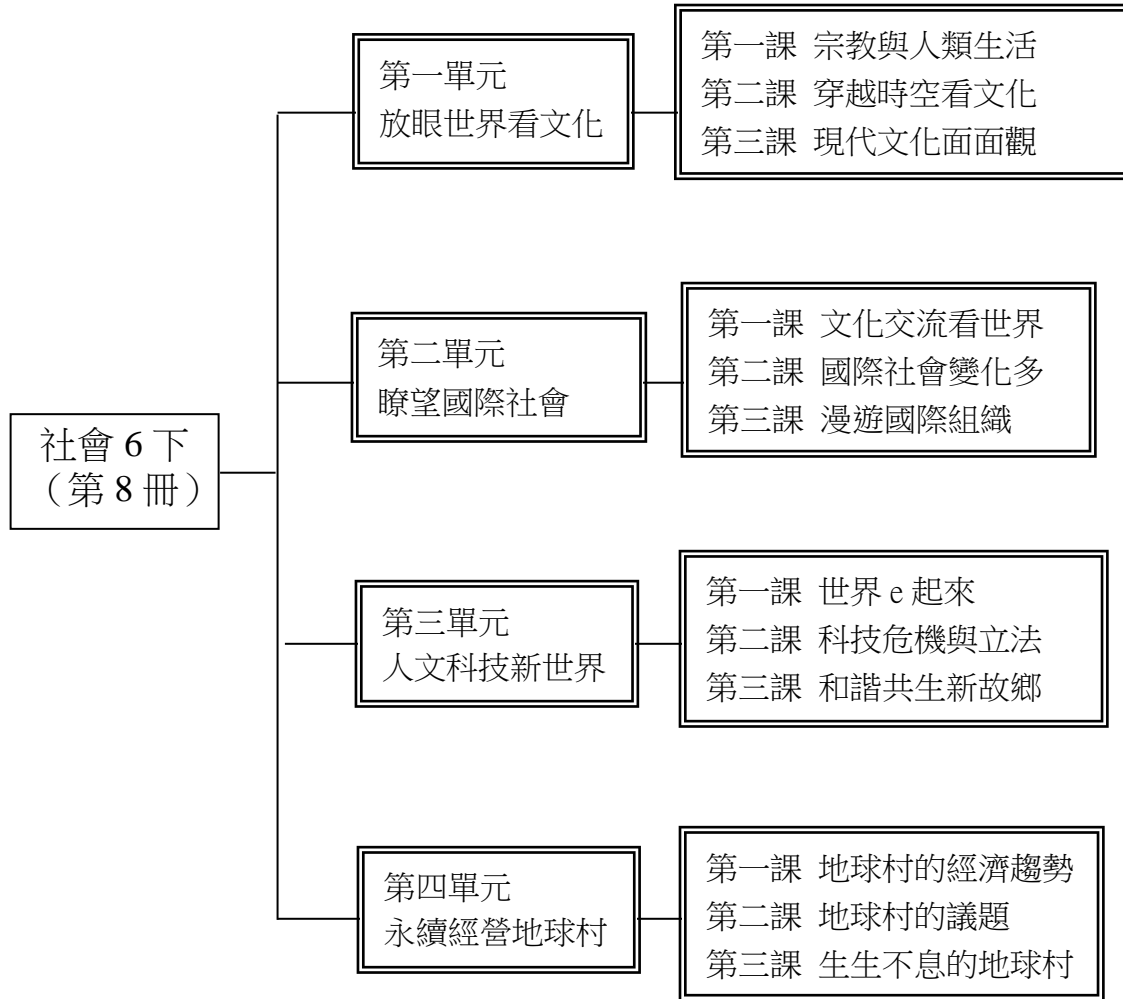 社會 6 下
（第 8 冊）
第一單元
放眼世界看文化
第一課 宗教與人類生活
第二課 穿越時空看文化
第三課 現代文化面面觀
第二單元
瞭望國際社會
第一課 文化交流看世界
第二課 國際社會變化多
第三課 漫遊國際組織
第三單元
人文科技新世界
第一課 世界 e 起來
第二課 科技危機與立法
第三課 和諧共生新故鄉
第四單元
永續經營地球村
第一課 地球村的經濟趨勢
第二課 地球村的議題
第三課 生生不息的地球村